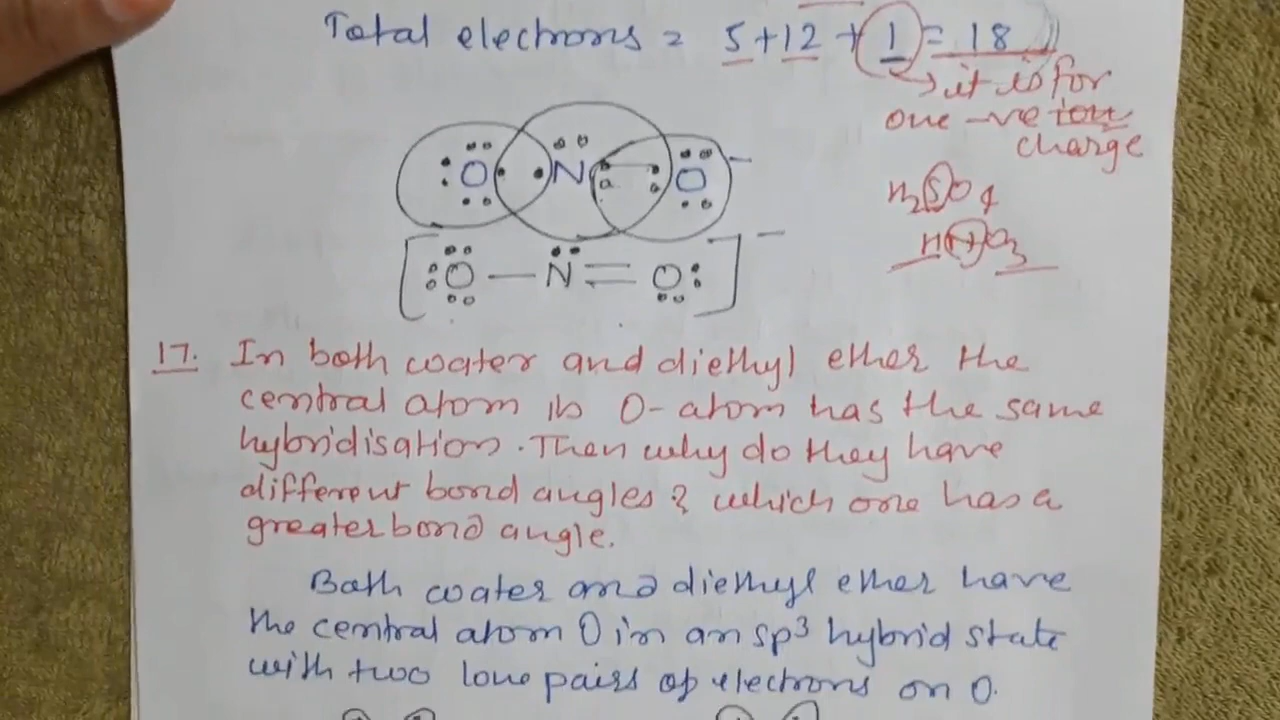 Total electrons = 5+12+1=18
it is for
one -ve ion
charge
H2SO4
O N O -
[:O — N = O:] -
17. In both water and diethyl ether the
central atom is O-atom has the same
hybridisation. Then why do they have
different bond angles? which one has a
greater bond angle.
Both water and diethyl ether have
the central atom O in an sp³ hybrid state
with two lone pairs of electrons on O.